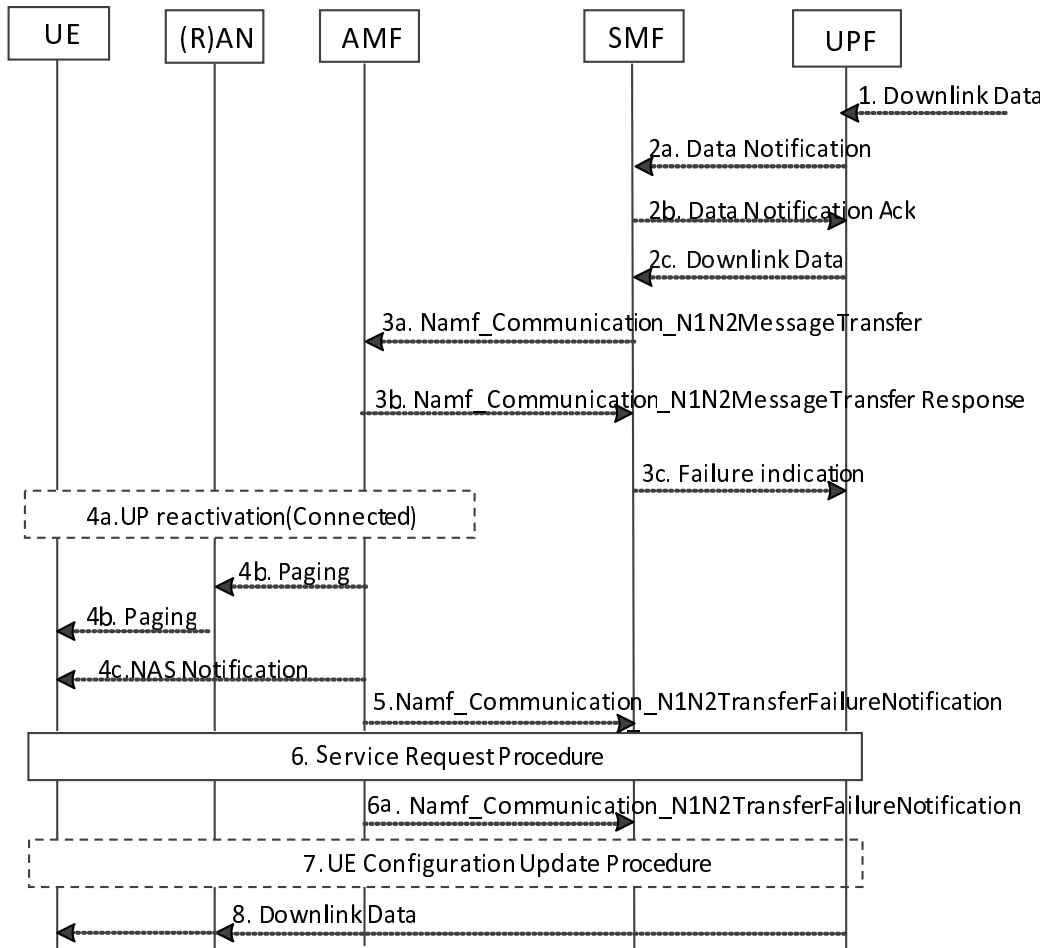 UE
(R)AN
AMF
SMF
UPF
1. Downlink Data
2a. Data Notification
2b. Data Notification Ack
2c. Downlink Data
3a. Namf_Communication_N1N2MessageTransfer
3b. Namf_Communication_N1N2MessageTransfer Response
3c. Failure indication
4a.UP reactivation(Connected)
4b. Paging
4b. Paging
4c.NAS Notification
5.Namf_Communication_N1N2TransferFailureNotification
6. Service Request Procedure
6a. Namf_Communication_N1N2TransferFailureNotification
7. UE Configuration Update Procedure
8. Downlink Data